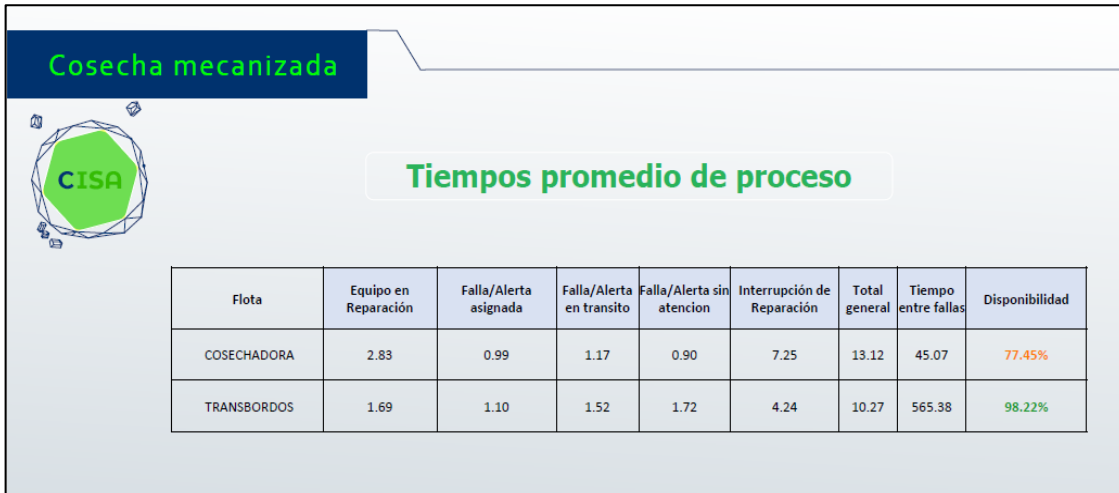 Cosecha mecanizada
CISA
Tiempos promedio de proceso
Flota Equipo en Reparación Falla/Alerta asignada Falla/Alerta en transito Falla/Alerta sin atencion Interrupción de Reparación Total general Tiempo entre fallas Disponibilidad
COSECHADORA 2.83 0.99 1.17 0.90 7.25 13.12 45.07 77.45%
TRANSBORDOS 1.69 1.10 1.52 1.72 4.24 10.27 565.38 98.22%